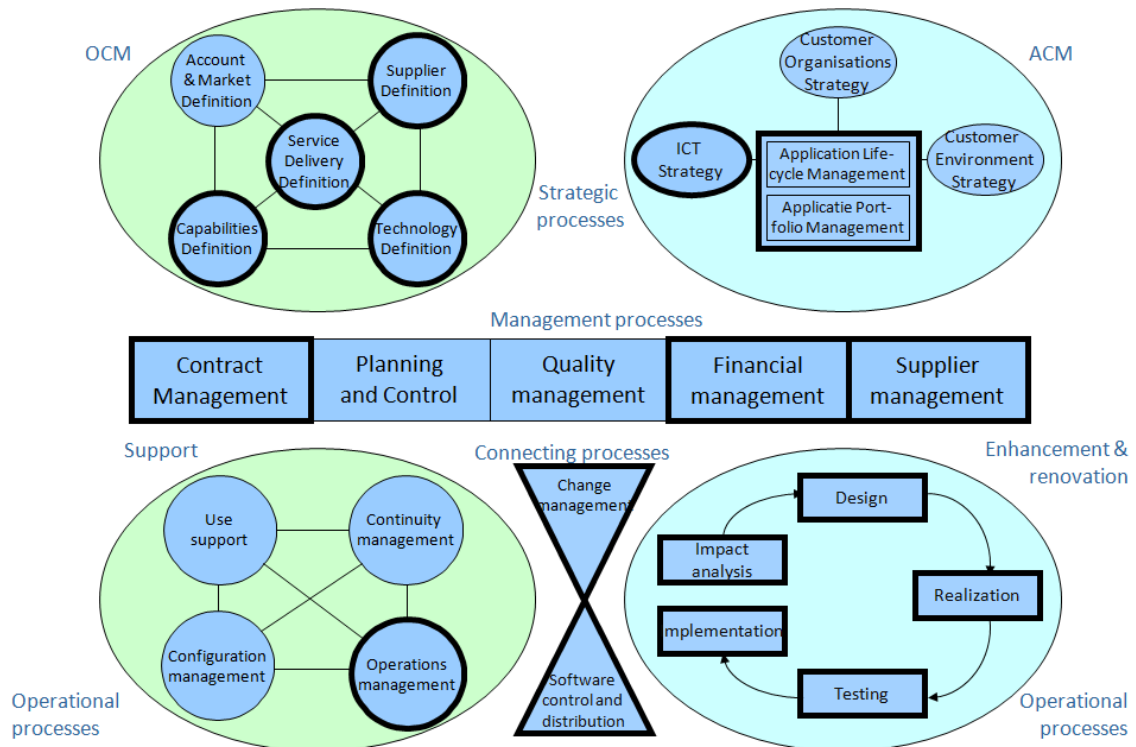 OCM
Account
& Market
Definition
Supplier
Definition
Service
Delivery
Definition
Capabilities
Definition
Technology
Definition
Strategic
processes
ACM
Customer
Organisations
Strategy
ICT
Strategy
Application Life-
cycle Management
Applicatie Port-
folio Management
Customer
Environment
Strategy
Management processes
Contract
Management
Planning
and Control
Quality
management
Financial
management
Supplier
management
Support
Use
support
Continuity
management
Configuration
management
Operations
management
Operational
processes
Connecting processes
Change
management
Software
control and
distribution
Enhancement &
renovation
Design
Impact
analysis
Realization
mplementation
Testing
Operational
processes